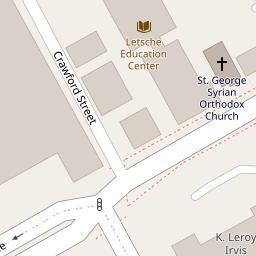 Letsche
Education
Center
Crawford Street
St. George
Syrian
Orthodox
Church
K. Leroy
Irvis